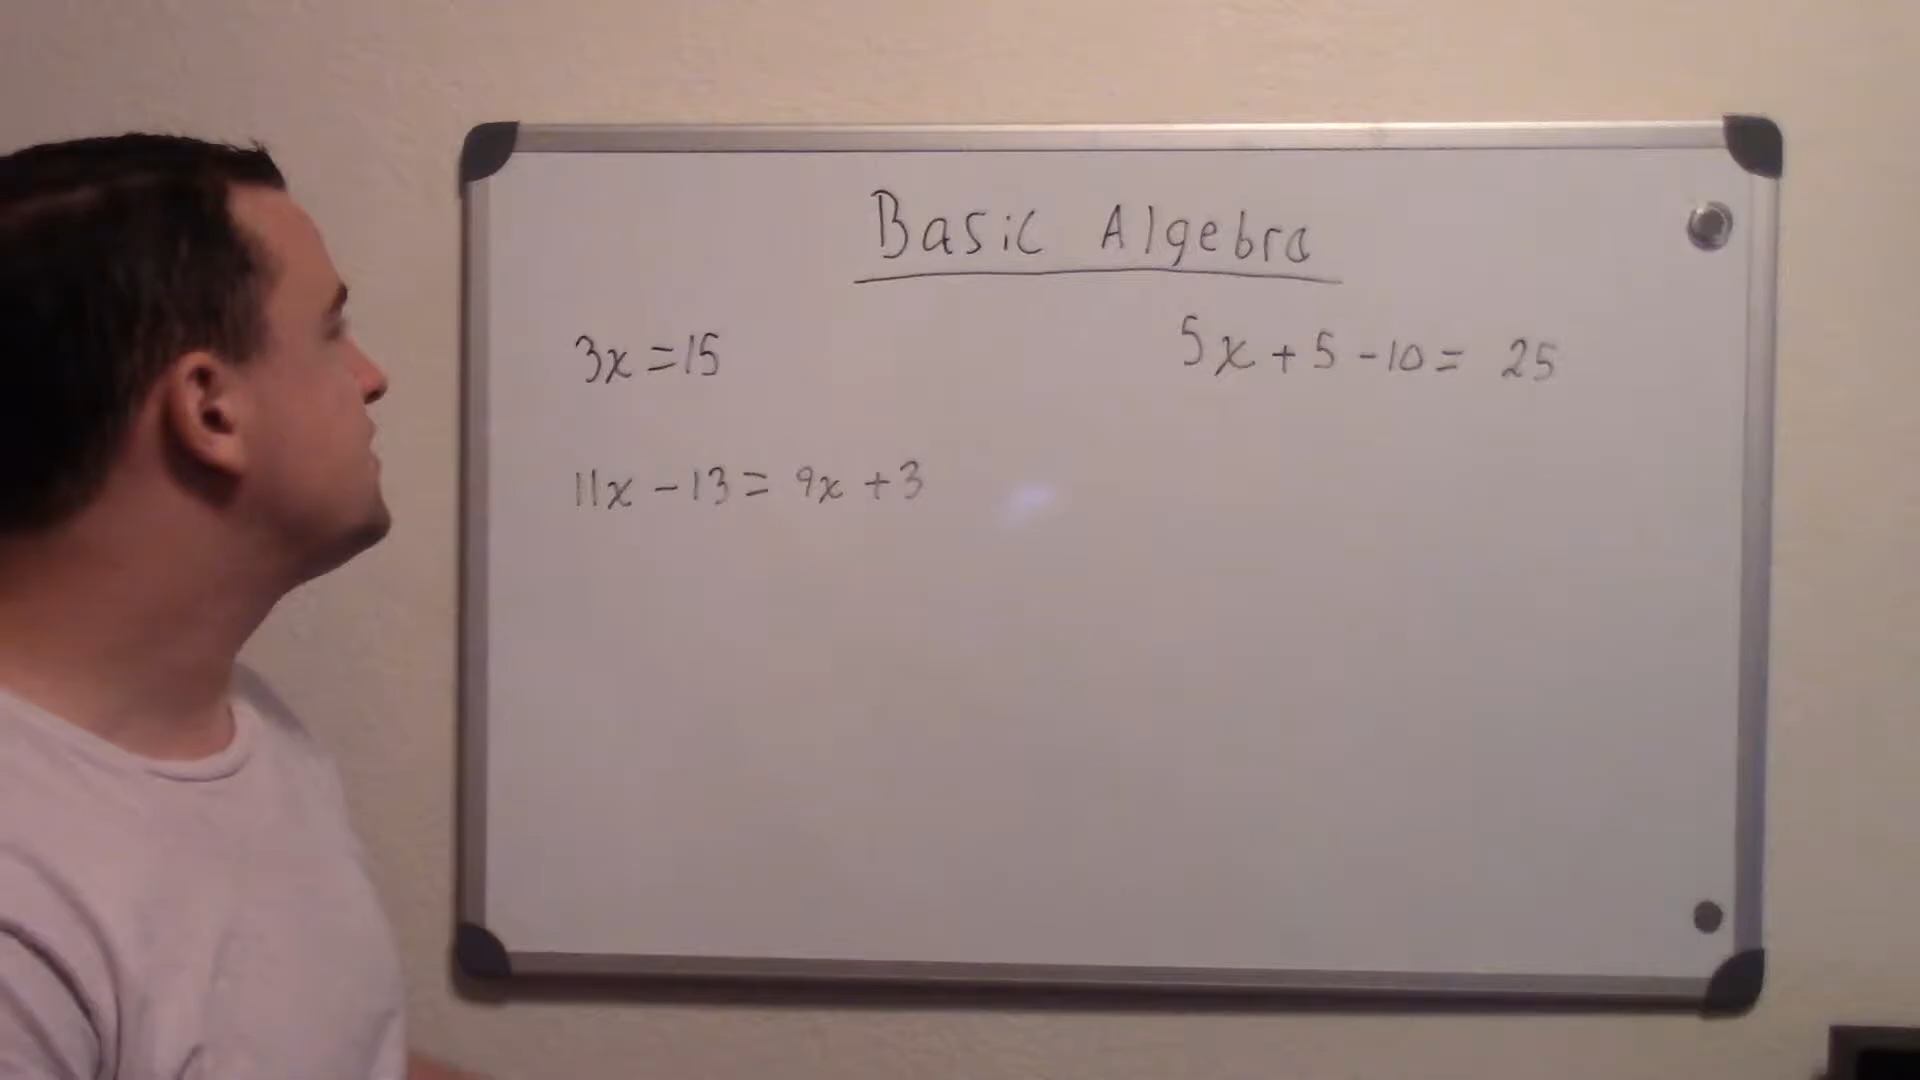 Basic Algebra
3x = 15
5x + 5 - 10 = 25
11x - 13 = 9x + 3